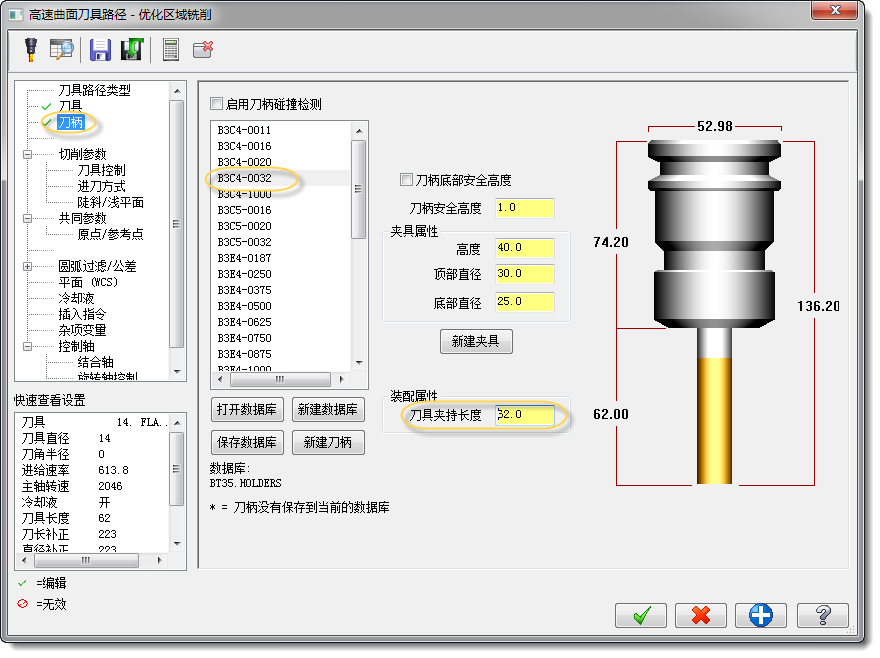 高速曲面刀具路径 - 优化区域铣削
刀具路径类型
刀具
刀柄
切削参数
刀具控制
进刀方式
陡斜/浅平面
共同参数
原点/参考点
圆弧过滤/公差
平面 (WCS)
冷却液
插入指令
杂项变量
控制轴
结合轴
旋转轴控制
快速查看设置
刀具 14. FLA..
刀具直径 14
刀角半径 0
进给速率 613.8
主轴转速 2046
冷却液 开
刀具长度 62
刀长补正 223
直径补正 223
=编辑
=无效
启用刀柄碰撞检测
B3C4-0011
B3C4-0016
B3C4-0020
B3C4-0032
B3C4-1000
B3C5-0016
B3C5-0020
B3C5-0032
B3E4-0187
B3E4-0250
B3E4-0375
B3E4-0500
B3E4-0625
B3E4-0750
B3E4-0875
B3E4-1000
打开数据库
新建数据库
保存数据库
新建刀柄
数据库:
BT35.HOLDERS
* = 刀柄没有保存到当前的数据库
刀柄底部安全高度
刀柄安全高度 1.0
夹具属性
高度 40.0
顶部直径 30.0
底部直径 25.0
新建夹具
装配属性
刀具夹持长度 62.0
52.98
74.20
136.20
62.00